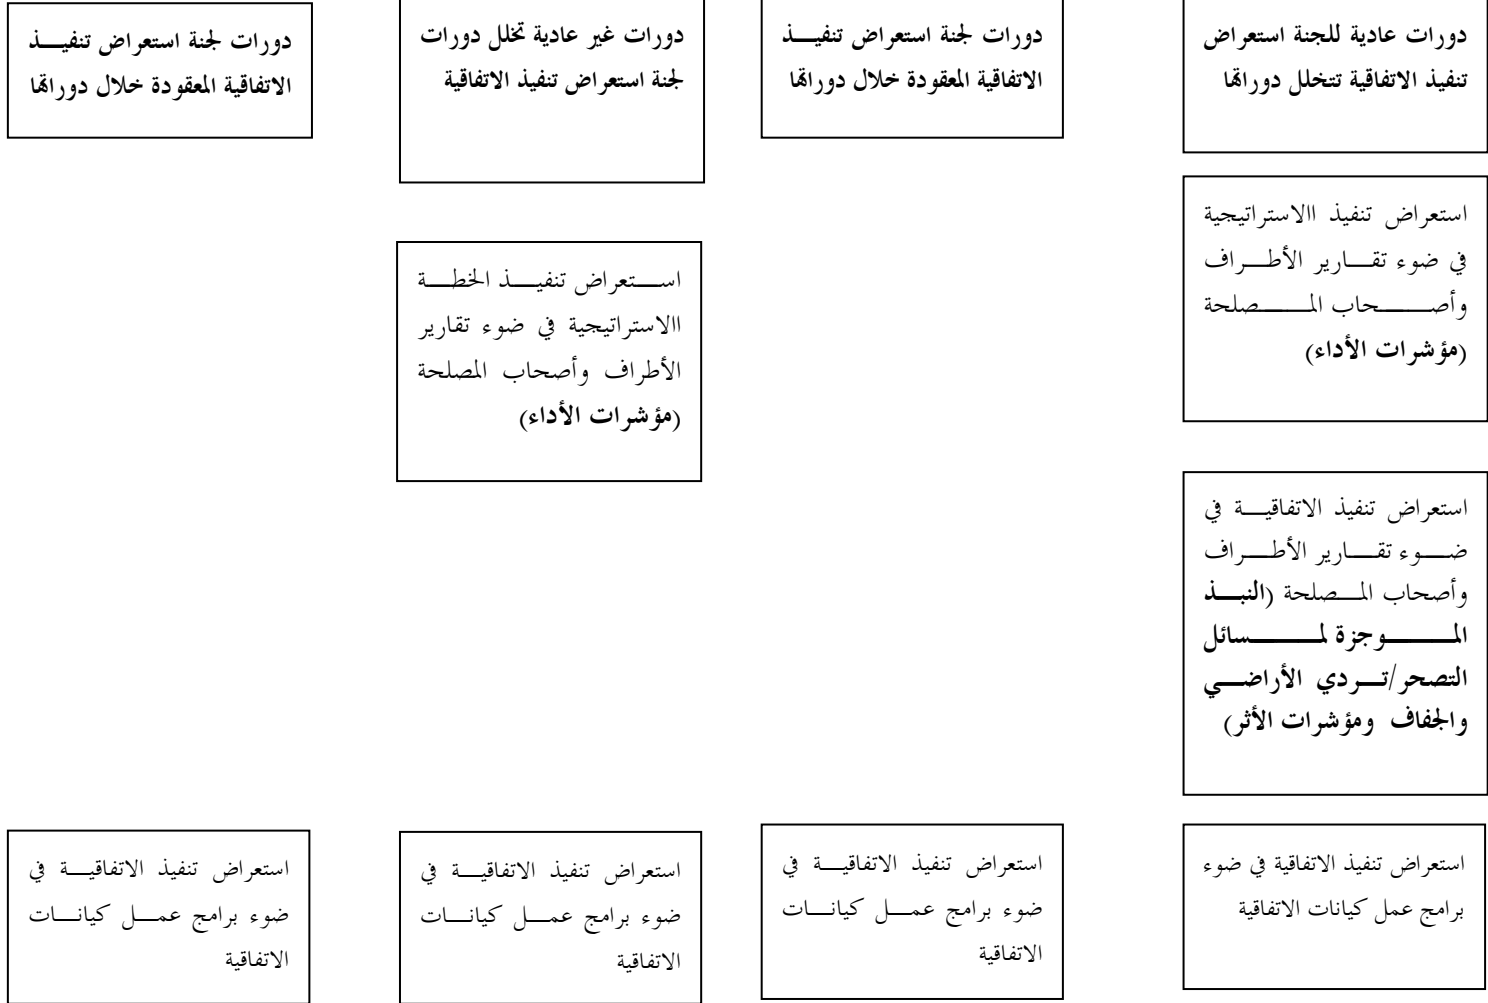 دورات عادية للجنة استعراض
تنفيذ الاتفاقية تتخلل دوراتها
دورات لجنة استعراض تنفيذ
الاتفاقية المعقودة خلال دوراتها
دورات غير عادية تخلل دورات
لجنة استعراض تنفيذ الاتفاقية
دورات لجنة استعراض تنفيذ
الاتفاقية المعقودة خلال دوراتها
استعراض تنفيذ االاستراتيجية
في ضوء تقارير الأطراف
وأصحاب المصلحة
(مؤشرات الأداء)
استعراض تنفيذ الخطة
االاستراتيجية في ضوء تقارير
الأطراف وأصحاب المصلحة
(مؤشرات الأداء)
استعراض تنفيذ الاتفاقية في
ضوء تقارير الأطراف
وأصحاب المصلحة (النبذ
الموجزة لمسائل
التصحر/تردي الأراضي
والجفاف ومؤشرات الأثر)
استعراض تنفيذ الاتفاقية في ضوء
برامج عمل كيانات الاتفاقية
استعراض تنفيذ الاتفاقية في
ضوء برامج عمل كيانات
الاتفاقية
استعراض تنفيذ الاتفاقية في
ضوء برامج عمل كيانات
الاتفاقية
استعراض تنفيذ الاتفاقية في
ضوء برامج عمل كيانات
الاتفاقية